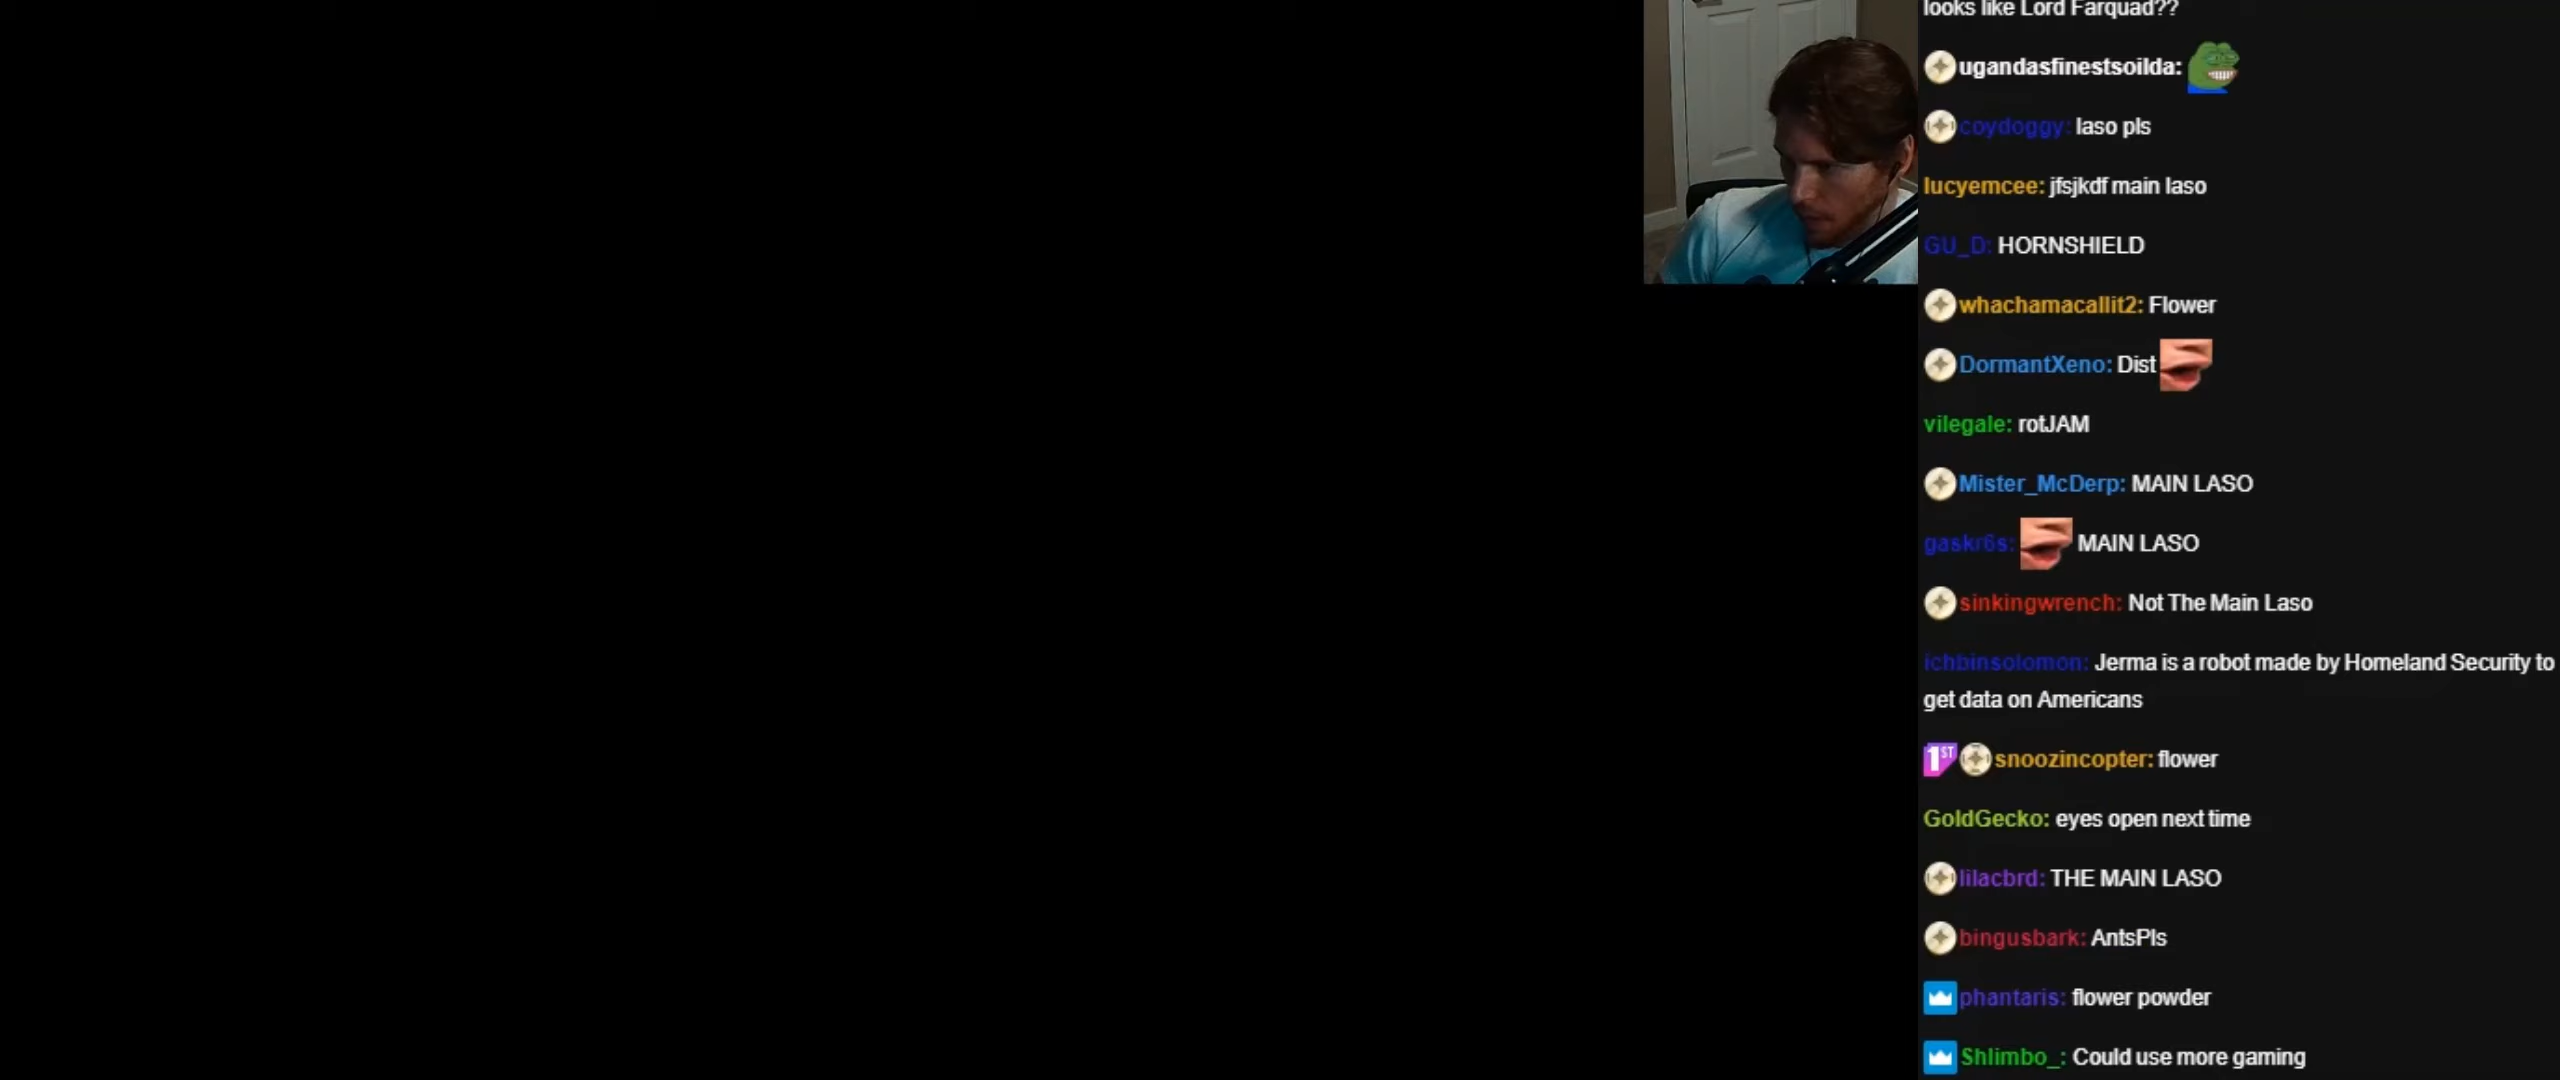 looks like Lord Farquad??
ugandasfinestsoilda:
coydoggy: laso pls
lucyemcee: jfsjkdf main laso
GU_D: HORNSHIELD
whachamacallit2: Flower
DormantXeno: Dist
vilegale: rotJAM
Mister_McDerp: MAIN LASO
gaskr6s: MAIN LASO
sinkingwrench: Not The Main Laso
ichbinsolomon: Jerma is a robot made by Homeland Security to
get data on Americans
1ST snoozincopter: flower
GoldGecko: eyes open next time
lilacbrd: THE MAIN LASO
bingusbark: AntsPls
phantaris: flower powder
Shlimbo_: Could use more gaming